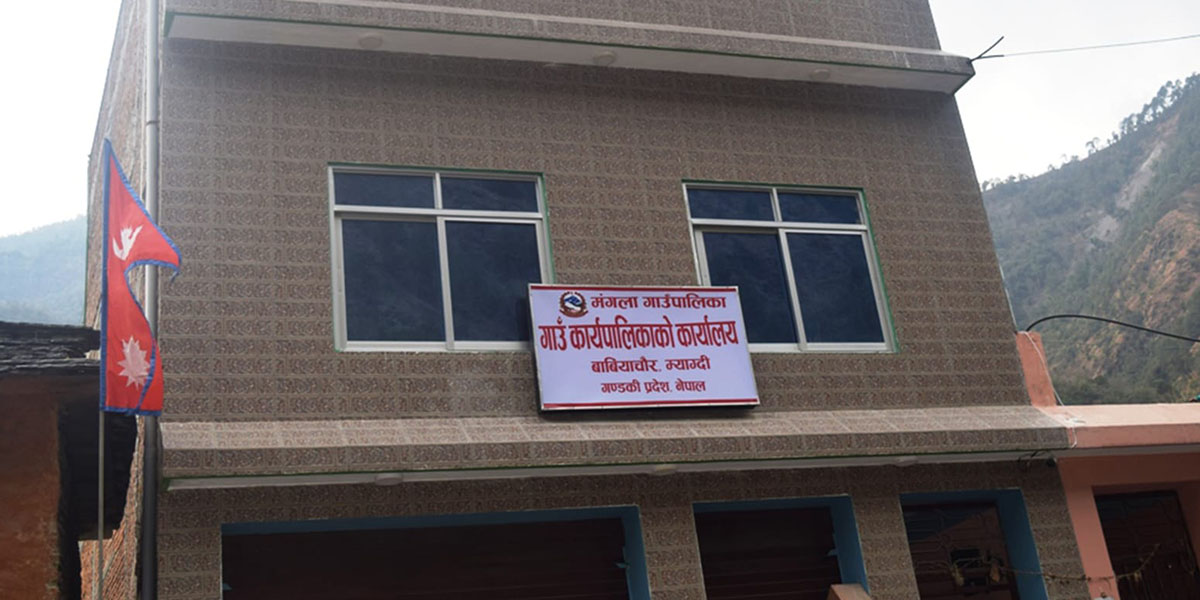 मंगला गाउँपालिका
गाउँ कार्यपालिकाको कार्यालय
बाबियाचौर, म्याग्दी
गण्डकी प्रदेश, नेपाल